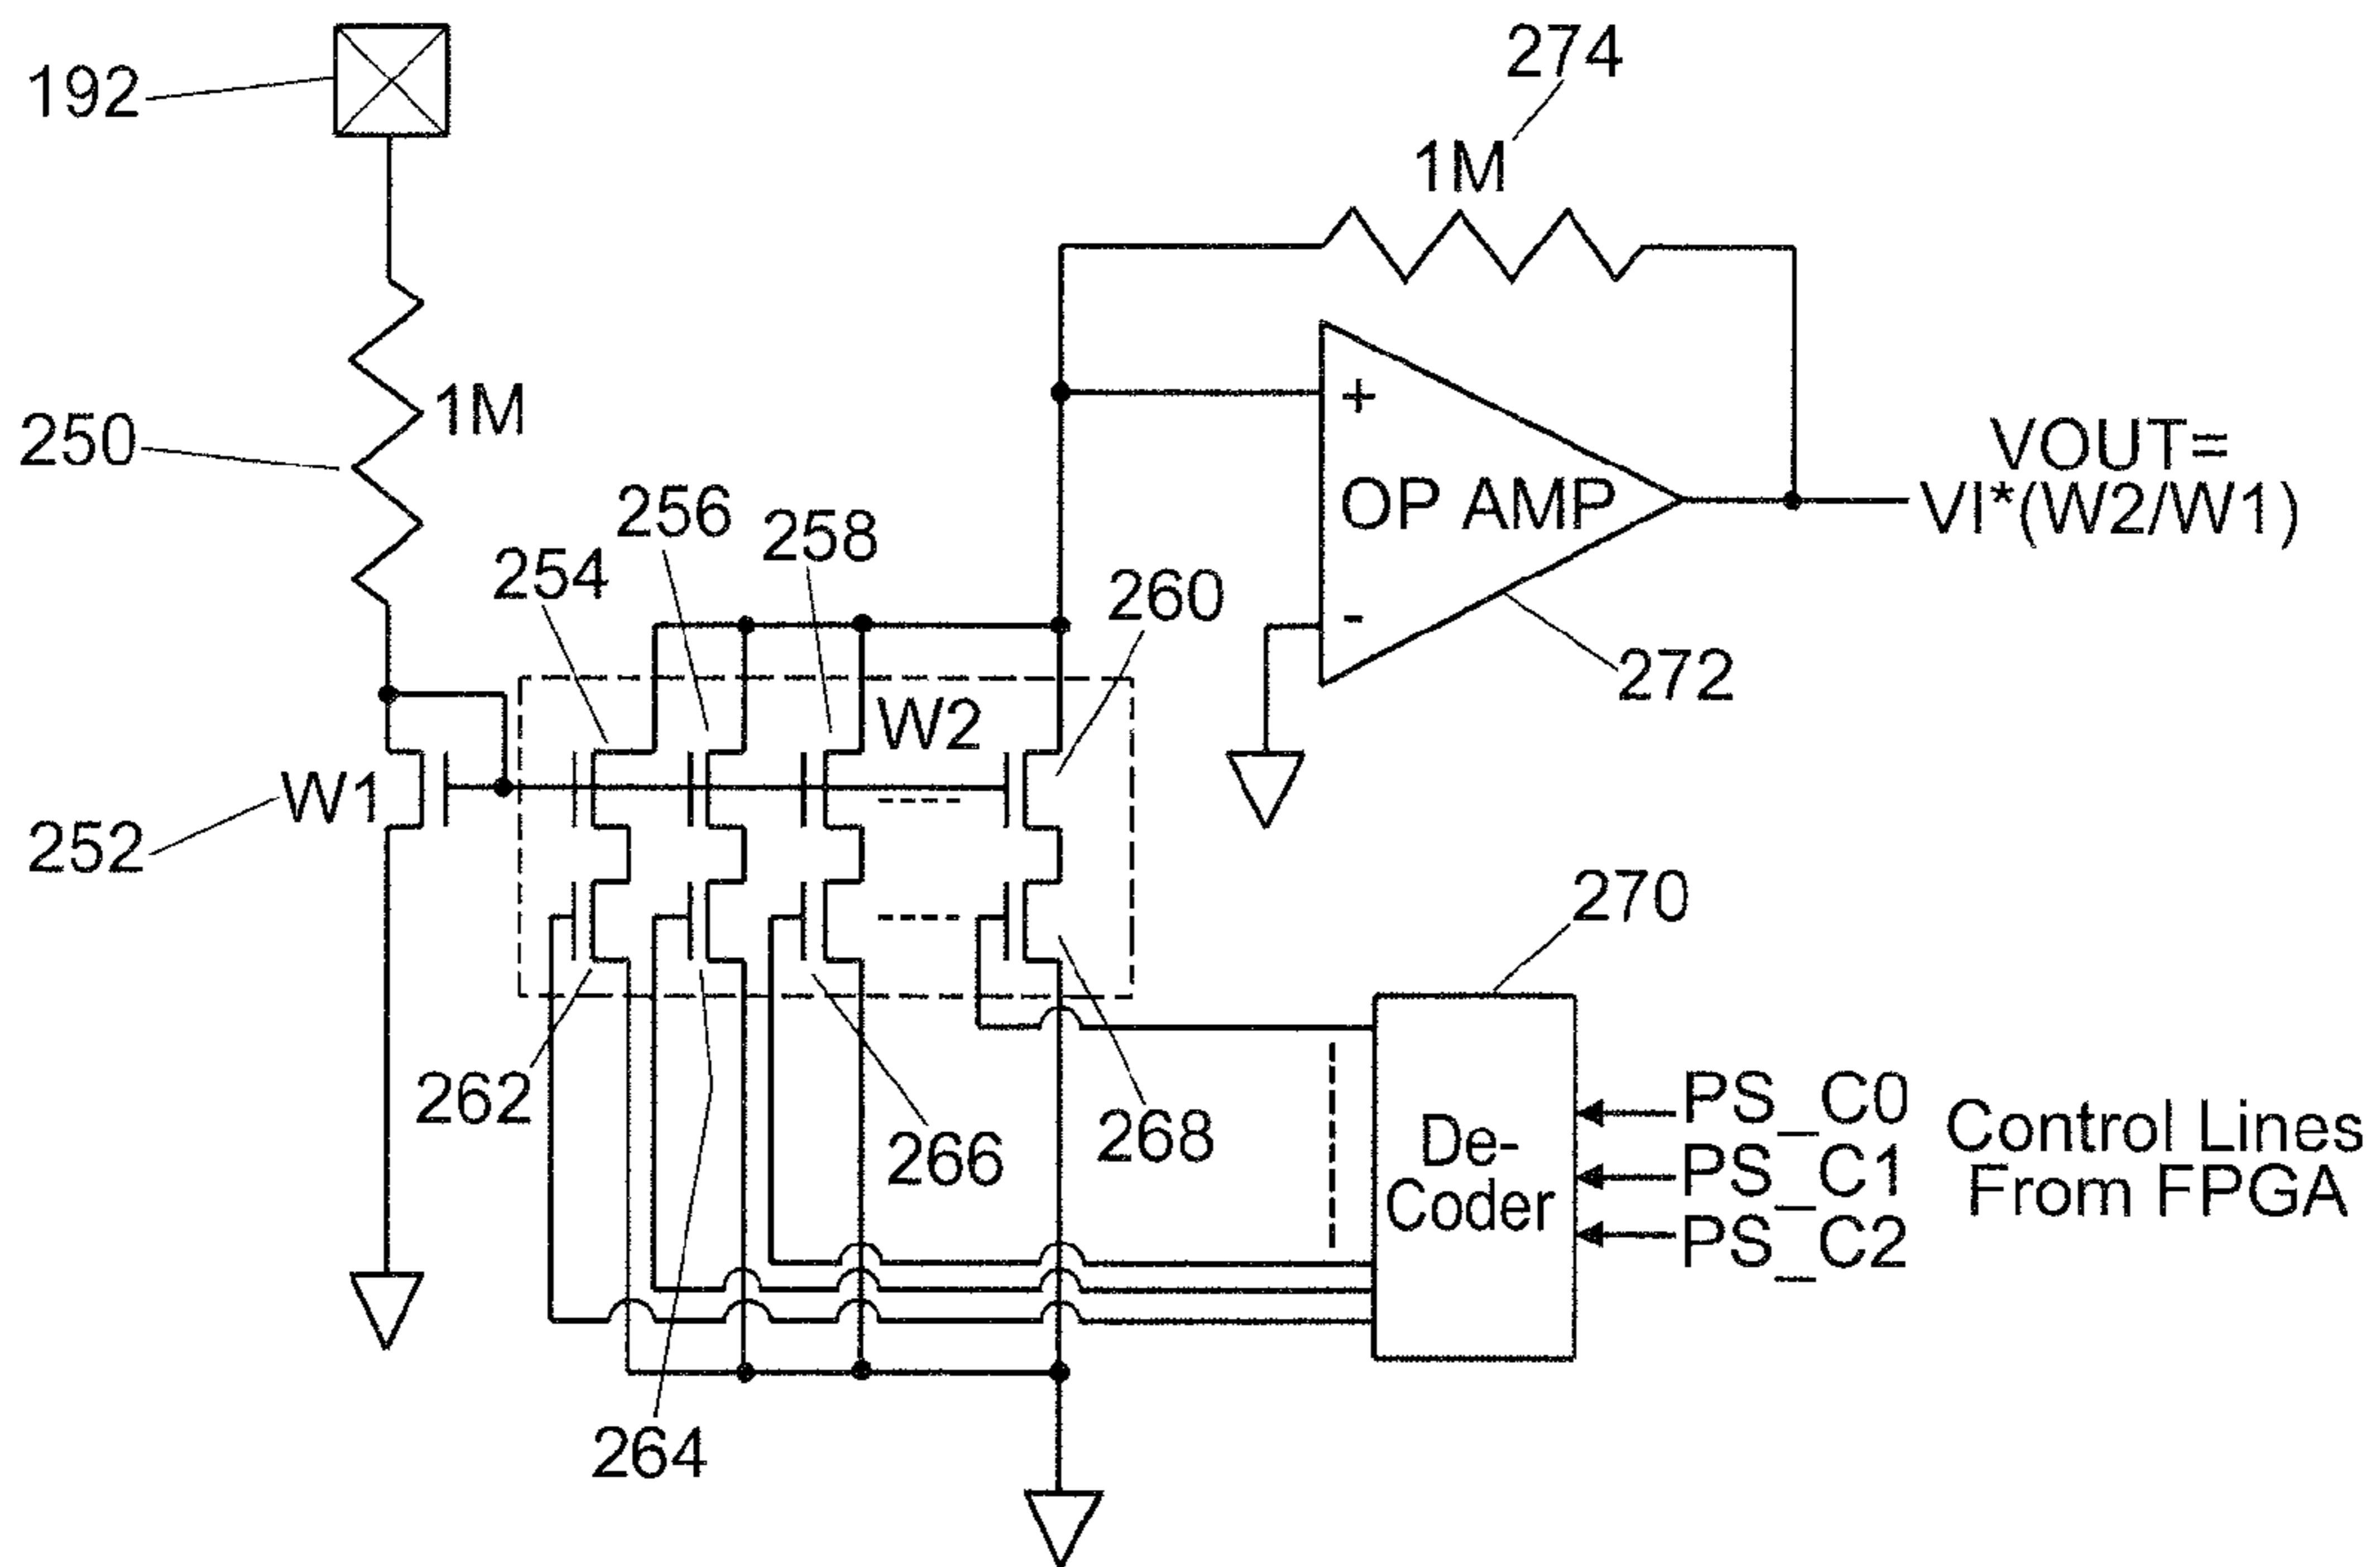 192
274
1M
250
1M
256
258
254
260
+
OP AMP
-
VOUT=
VI*(W2/W1)
272
W2
W1
252
270
262
266
268
264
De-
Coder
PS_C0
PS_C1
PS_C2
Control Lines
From FPGA